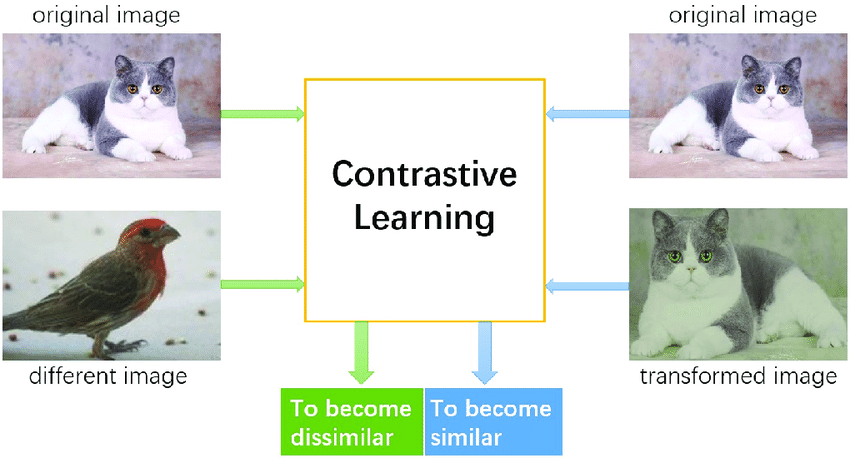 original image
original image
Contrastive
Learning
different image
transformed image
To become
dissimilar
To become
similar